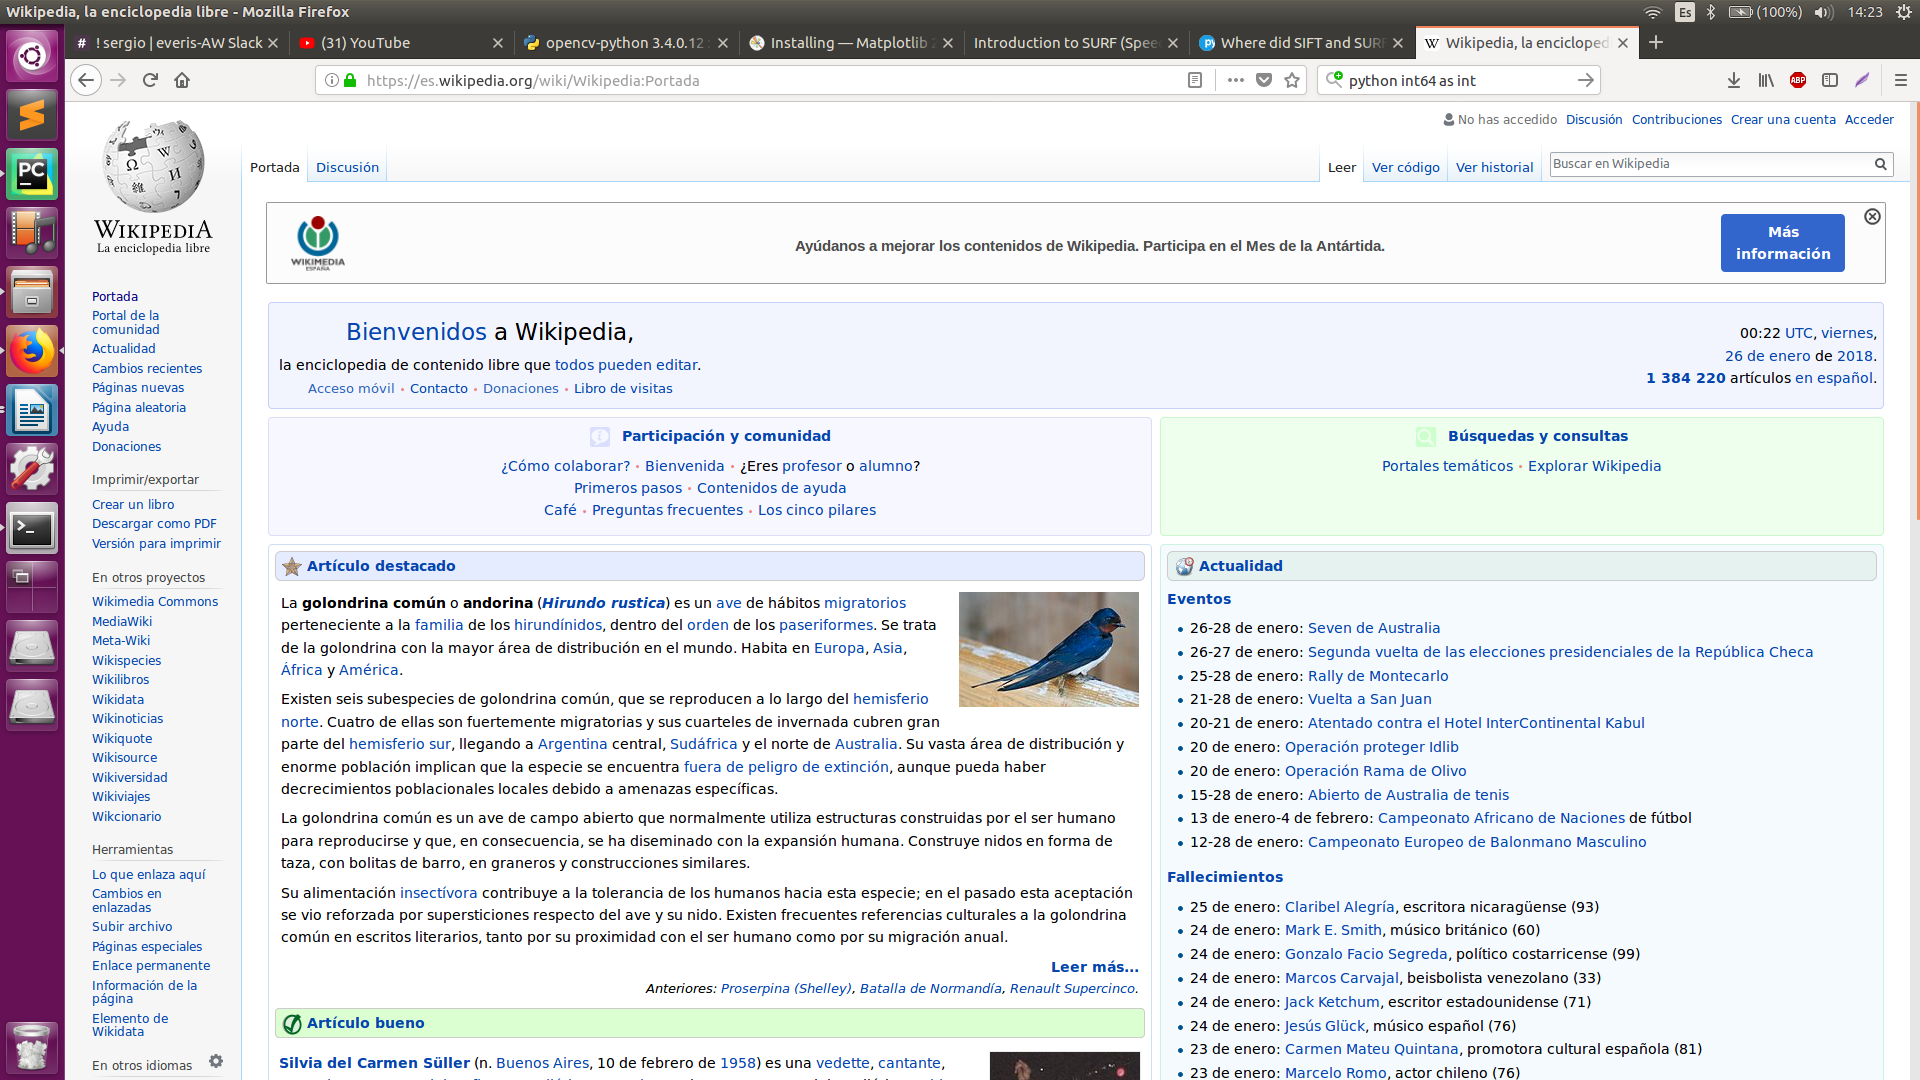 Wikipedia, la enciclopedia libre - Mozilla Firefox
Es (100%) 14:23
! sergio | everis-AW Slack
(31) YouTube
opencv-python 3.4.0.12
Installing — Matplotlib
Introduction to SURF (Spee
Where did SIFT and SUR
Wikipedia, la encicloped
https://es.wikipedia.org/wiki/Wikipedia:Portada
python int64 as int
ABP
No has accedido Discusión Contribuciones Crear una cuenta Acceder
Portada Discusión
Leer Ver código Ver historial
Buscar en Wikipedia
WIKIPEDIA
La enciclopedia libre
Portada
Portal de la
comunidad
Actualidad
Cambios recientes
Páginas nuevas
Página aleatoria
Ayuda
Donaciones
Imprimir/exportar
Crear un libro
Descargar como PDF
Versión para imprimir
En otros proyectos
Wikimedia Commons
MediaWiki
Meta-Wiki
Wikispecies
Wikilibros
Wikidata
Wikinoticias
Wikiquote
Wikisource
Wikiversidad
Wikiviajes
Wikcionario
Herramientas
Lo que enlaza aquí
Cambios en
enlazadas
Subir archivo
Páginas especiales
Enlace permanente
Información de la
página
Elemento de
Wikidata
En otros idiomas
WIKIMEDIA
ESPAÑA
Ayúdanos a mejorar los contenidos de Wikipedia. Participa en el Mes de la Antártida.
Más
información
Bienvenidos a Wikipedia,
la enciclopedia de contenido libre que todos pueden editar.
Acceso móvil • Contacto • Donaciones • Libro de visitas
00:22 UTC, viernes,
26 de enero de 2018.
1 384 220 artículos en español.
Participación y comunidad
¿Cómo colaborar? • Bienvenida • ¿Eres profesor o alumno?
Primeros pasos • Contenidos de ayuda
Café • Preguntas frecuentes • Los cinco pilares
Búsquedas y consultas
Portales temáticos • Explorar Wikipedia
Artículo destacado
La golondrina común o andorina (Hirundo rustica) es un ave de hábitos migratorios
perteneciente a la familia de los hirundínidos, dentro del orden de los paseriformes. Se trata
de la golondrina con la mayor área de distribución en el mundo. Habita en Europa, Asia,
África y América.
Existen seis subespecies de golondrina común, que se reproducen a lo largo del hemisferio
norte. Cuatro de ellas son fuertemente migratorias y sus cuarteles de invernada cubren gran
parte del hemisferio sur, llegando a Argentina central, Sudáfrica y el norte de Australia. Su vasta área de distribución y
enorme población implican que la especie se encuentra fuera de peligro de extinción, aunque pueda haber
decrecimientos poblacionales locales debido a amenazas específicas.
La golondrina común es un ave de campo abierto que normalmente utiliza estructuras construidas por el ser humano
para reproducirse y que, en consecuencia, se ha diseminado con la expansión humana. Construye nidos en forma de
taza, con bolitas de barro, en graneros y construcciones similares.
Su alimentación insectívora contribuye a la tolerancia de los humanos hacia esta especie; en el pasado esta aceptación
se vio reforzada por supersticiones respecto del ave y su nido. Existen frecuentes referencias culturales a la golondrina
común en escritos literarios, tanto por su proximidad con el ser humano como por su migración anual.
Leer más...
Anteriores: Proserpina (Shelley), Batalla de Normandía, Renault Supercinco.
Artículo bueno
Silvia del Carmen Süller (n. Buenos Aires, 10 de febrero de 1958) es una vedette, cantante,
Actualidad
Eventos
• 26-28 de enero: Seven de Australia
• 26-27 de enero: Segunda vuelta de las elecciones presidenciales de la República Checa
• 25-28 de enero: Rally de Montecarlo
• 21-28 de enero: Vuelta a San Juan
• 20-21 de enero: Atentado contra el Hotel InterContinental Kabul
• 20 de enero: Operación proteger Idlib
• 20 de enero: Operación Rama de Olivo
• 15-28 de enero: Abierto de Australia de tenis
• 13 de enero-4 de febrero: Campeonato Africano de Naciones de fútbol
• 12-28 de enero: Campeonato Europeo de Balonmano Masculino
Fallecimientos
• 25 de enero: Claribel Alegría, escritora nicaragüense (93)
• 24 de enero: Mark E. Smith, músico británico (60)
• 24 de enero: Gonzalo Facio Segreda, político costarricense (99)
• 24 de enero: Marcos Carvajal, beisbolista venezolano (33)
• 24 de enero: Jack Ketchum, escritor estadounidense (71)
• 24 de enero: Jesús Glück, músico español (76)
• 23 de enero: Carmen Mateu Quintana, promotora cultural española (81)
• 23 de enero: Marcelo Romo, actor chileno (76)